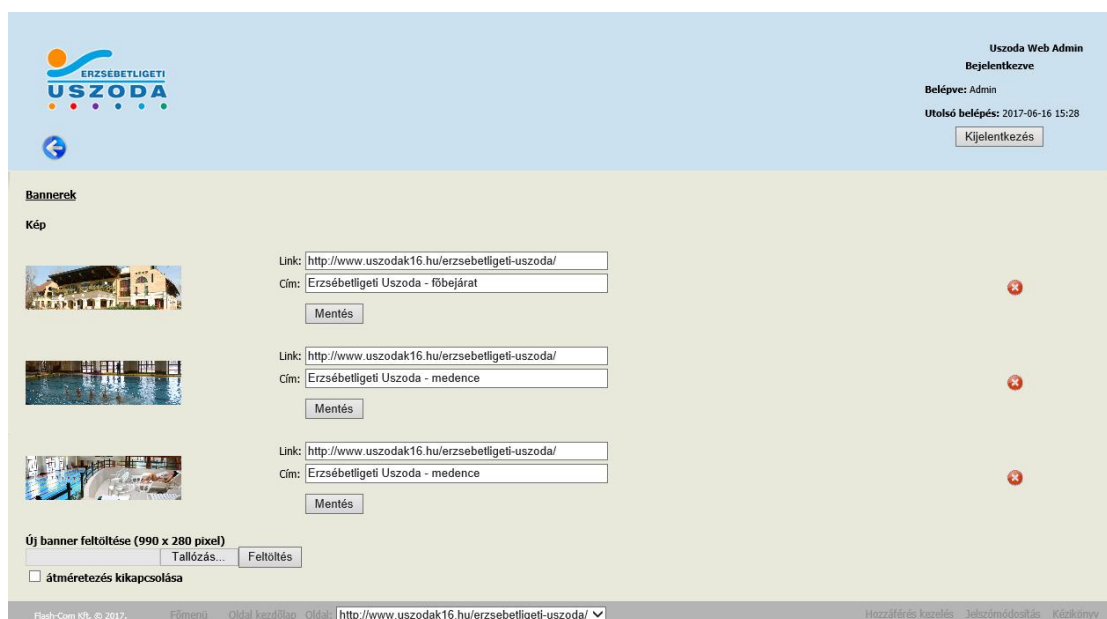 ERZSÉBETLIGETI
USZODA
Uszoda Web Admin
Bejelentkezve
Belépve: Admin
Utolsó belépés: 2017-06-16 15:28
Kijelentkezés
Bannerek
Kép
Link: http://www.uszodak16.hu/erzsebetligeti-uszoda/
Cím: Erzsébetligeti Uszoda - fõbejárat
Mentés
Link: http://www.uszodak16.hu/erzsebetligeti-uszoda/
Cím: Erzsébetligeti Uszoda - medence
Mentés
Link: http://www.uszodak16.hu/erzsebetligeti-uszoda/
Cím: Erzsébetligeti Uszoda - medence
Mentés
Új banner feltöltése (990 x 280 pixel)
Tallózás... Feltöltés
átméretezés kikapcsolása
Flash-Com Kft. © 2017. Fõmenü Oldal kezdõlap Oldal: http://www.uszodak16.hu/erzsebetligeti-uszoda/ Hozzáférés kezelés Jelszómódosítás Kézikönyv